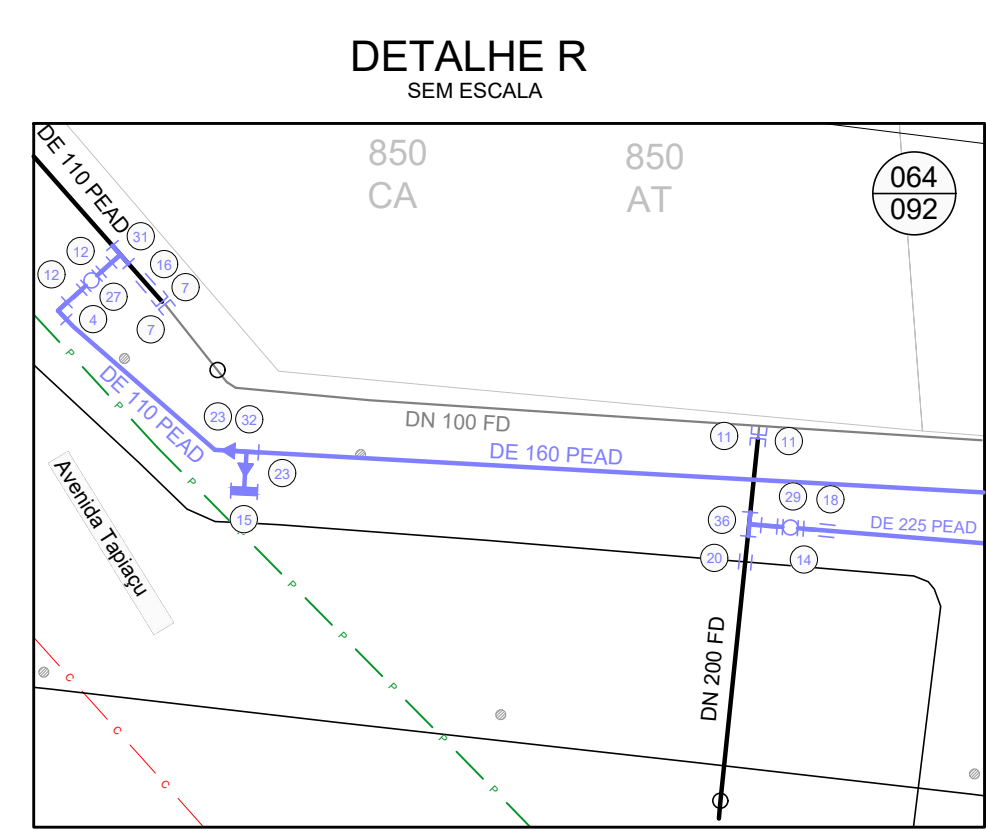 DETALHE R
SEM ESCALA
850
CA
850
AT
064
092
DE 110 PEAD
31
12
16
12
7
27
4
7
DE 110 PEAD
23
32
DN 100 FD
11
11
DE 160 PEAD
23
29
18
15
36
DE 225 PEAD
20
14
Avenida Tapiaçu
DN 200 FD
P
P
P
P
P
P
P
P
P
C
C
C
C